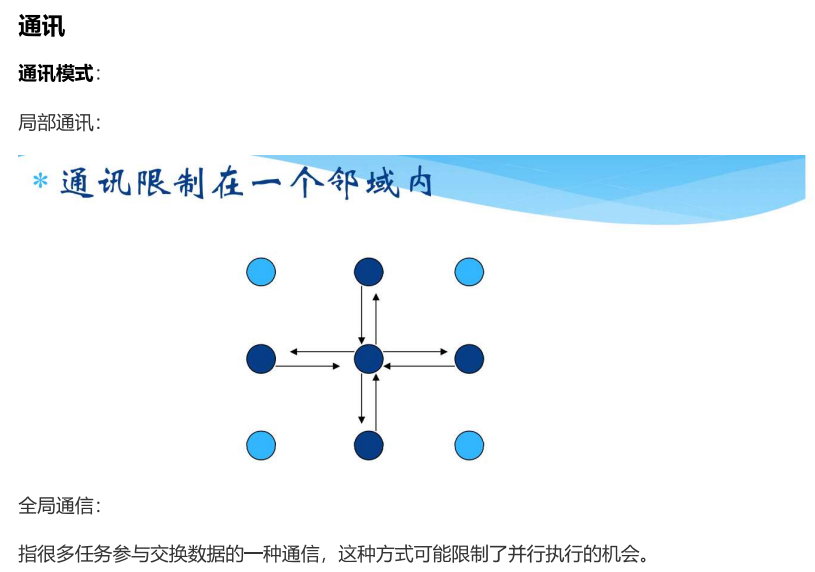 通讯
通讯模式:
局部通讯:
* 通讯限制在一个邻域内
全局通信:
指很多任务参与交换数据的一种通信，这种方式可能限制了并行执行的机会。